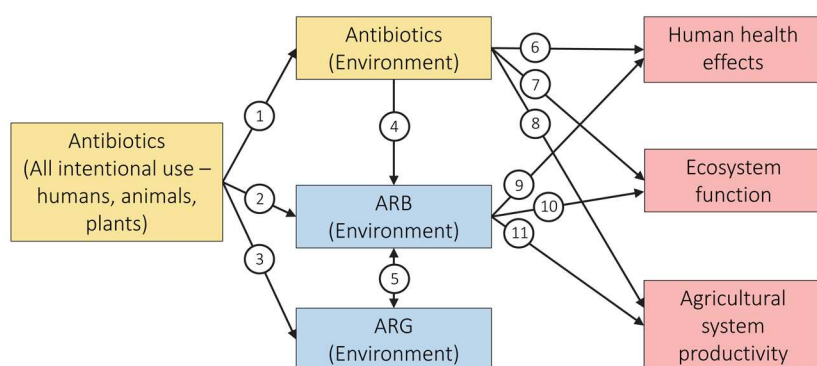 Antibiotics
(Environment)
6
Human health
effects
7
1
8
4
Antibiotics
(All intentional use –
humans, animals,
plants)
2
ARB
(Environment)
9
10
11
Ecosystem
function
3
5
ARG
(Environment)
Agricultural
system
productivity